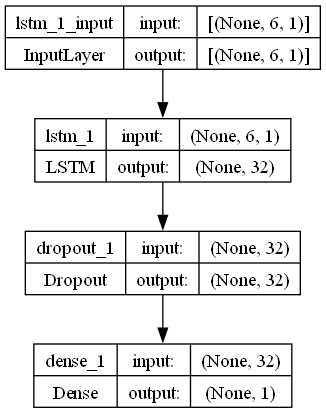 lstm_1_input input: [(None, 6, 1)]
InputLayer output: [(None, 6, 1)]
lstm_1 input: (None, 6, 1)
LSTM output: (None, 32)
dropout_1 input: (None, 32)
Dropout output: (None, 32)
dense_1 input: (None, 32)
Dense output: (None, 1)